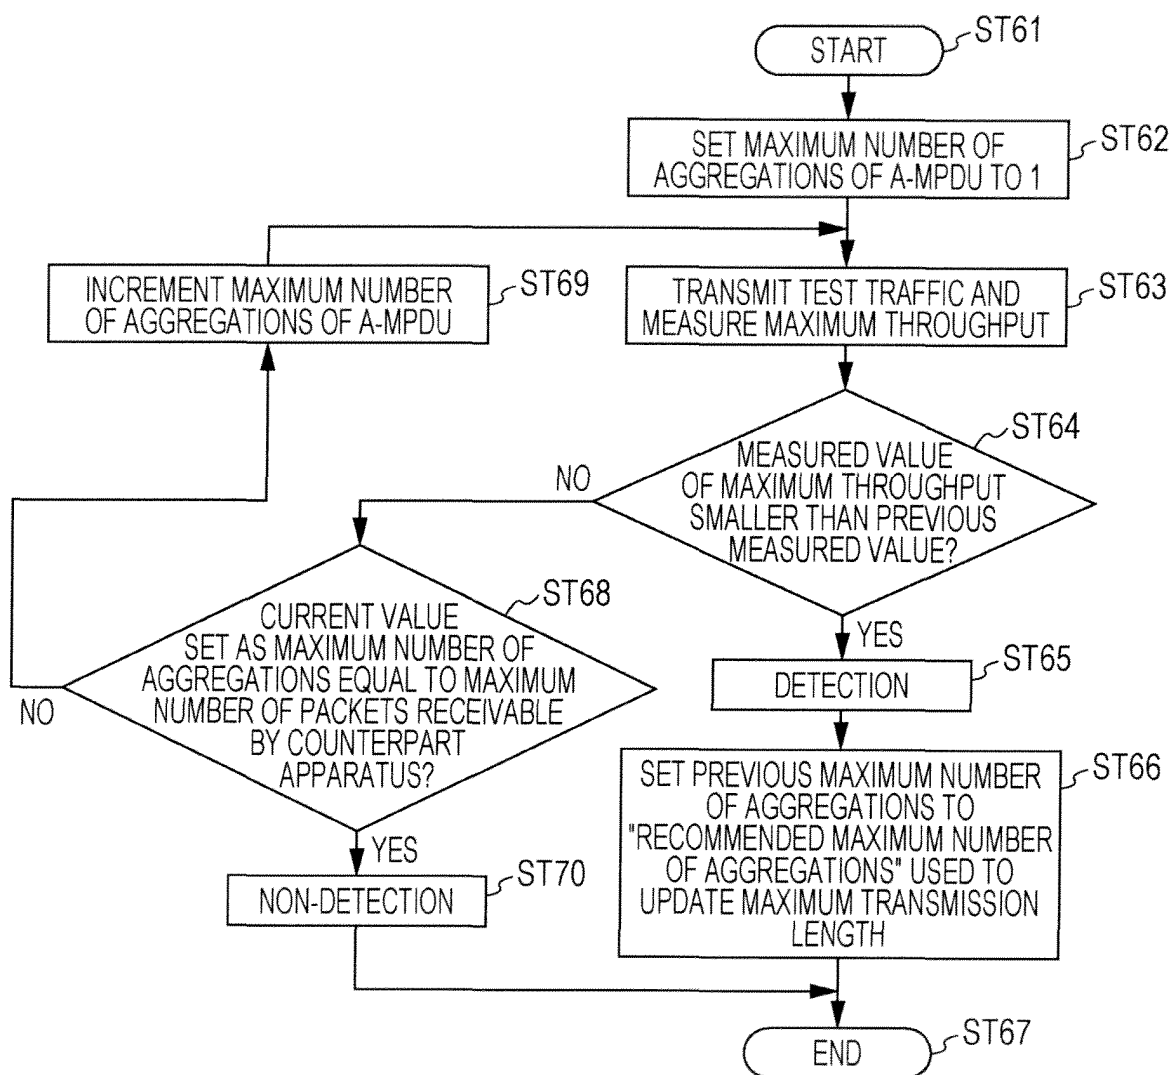 START
ST61
SET MAXIMUM NUMBER OF
AGGREGATIONS OF A-MPDU TO 1
ST62
INCREMENT MAXIMUM NUMBER
OF AGGREGATIONS OF A-MPDU
ST69
TRANSMIT TEST TRAFFIC AND
MEASURE MAXIMUM THROUGHPUT
ST63
MEASURED VALUE
OF MAXIMUM THROUGHPUT
SMALLER THAN PREVIOUS
MEASURED VALUE?
ST64
NO
YES
CURRENT VALUE
SET AS MAXIMUM NUMBER OF
AGGREGATIONS EQUAL TO MAXIMUM
NUMBER OF PACKETS RECEIVABLE
BY COUNTERPART
APPARATUS?
ST68
NO
YES
DETECTION
ST65
SET PREVIOUS MAXIMUM NUMBER
OF AGGREGATIONS TO
"RECOMMENDED MAXIMUM NUMBER
OF AGGREGATIONS" USED TO
UPDATE MAXIMUM TRANSMISSION
LENGTH
ST66
NON-DETECTION
ST70
END
ST67